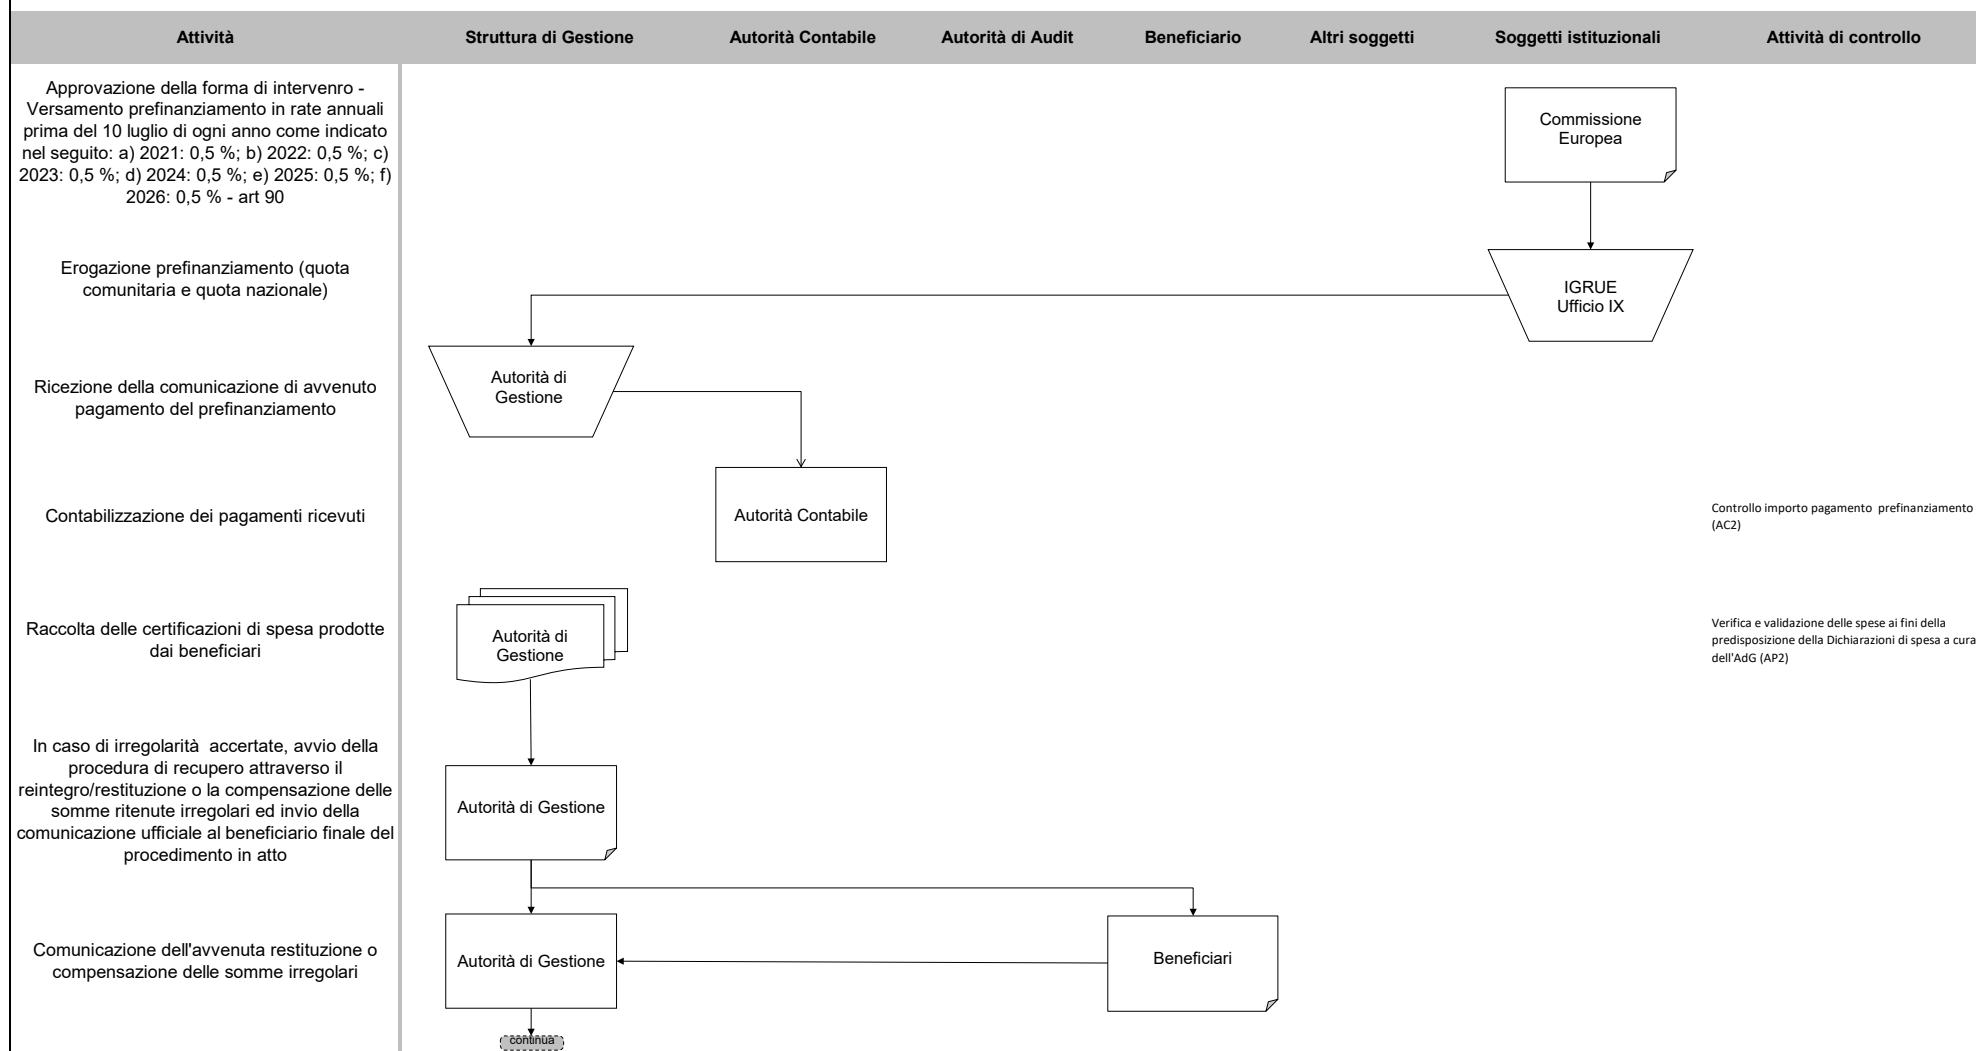 Attività
Struttura di Gestione
Autorità Contabile
Autorità di Audit
Beneficiario
Altri soggetti
Soggetti istituzionali
Attività di controllo
Approvazione della forma di intervenro -
Versamento prefinanziamento in rate annuali
prima del 10 luglio di ogni anno come indicato
nel seguito: a) 2021: 0,5 %; b) 2022: 0,5 %; c)
2023: 0,5 %; d) 2024: 0,5 %; e) 2025: 0,5 %; f)
2026: 0,5 % - art 90
Commissione
Europea
Erogazione prefinanziamento (quota
comunitaria e quota nazionale)
IGRUE
Ufficio IX
Ricezione della comunicazione di avvenuto
pagamento del prefinanziamento
Autorità di
Gestione
Contabilizzazione dei pagamenti ricevuti
Autorità Contabile
Controllo importo pagamento prefinanziamento
(AC2)
Raccolta delle certificazioni di spesa prodotte
dai beneficiari
Autorità di
Gestione
Verifica e validazione delle spese ai fini della
predisposizione della Dichiarazioni di spesa a cura
dell'AdG (AP2)
In caso di irregolarità accertate, avvio della
procedura di recupero attraverso il
reintegro/restituzione o la compensazione delle
somme ritenute irregolari ed invio della
comunicazione ufficiale al beneficiario finale del
procedimento in atto
Autorità di Gestione
Comunicazione dell'avvenuta restituzione o
compensazione delle somme irregolari
Autorità di Gestione
Beneficiari
continua